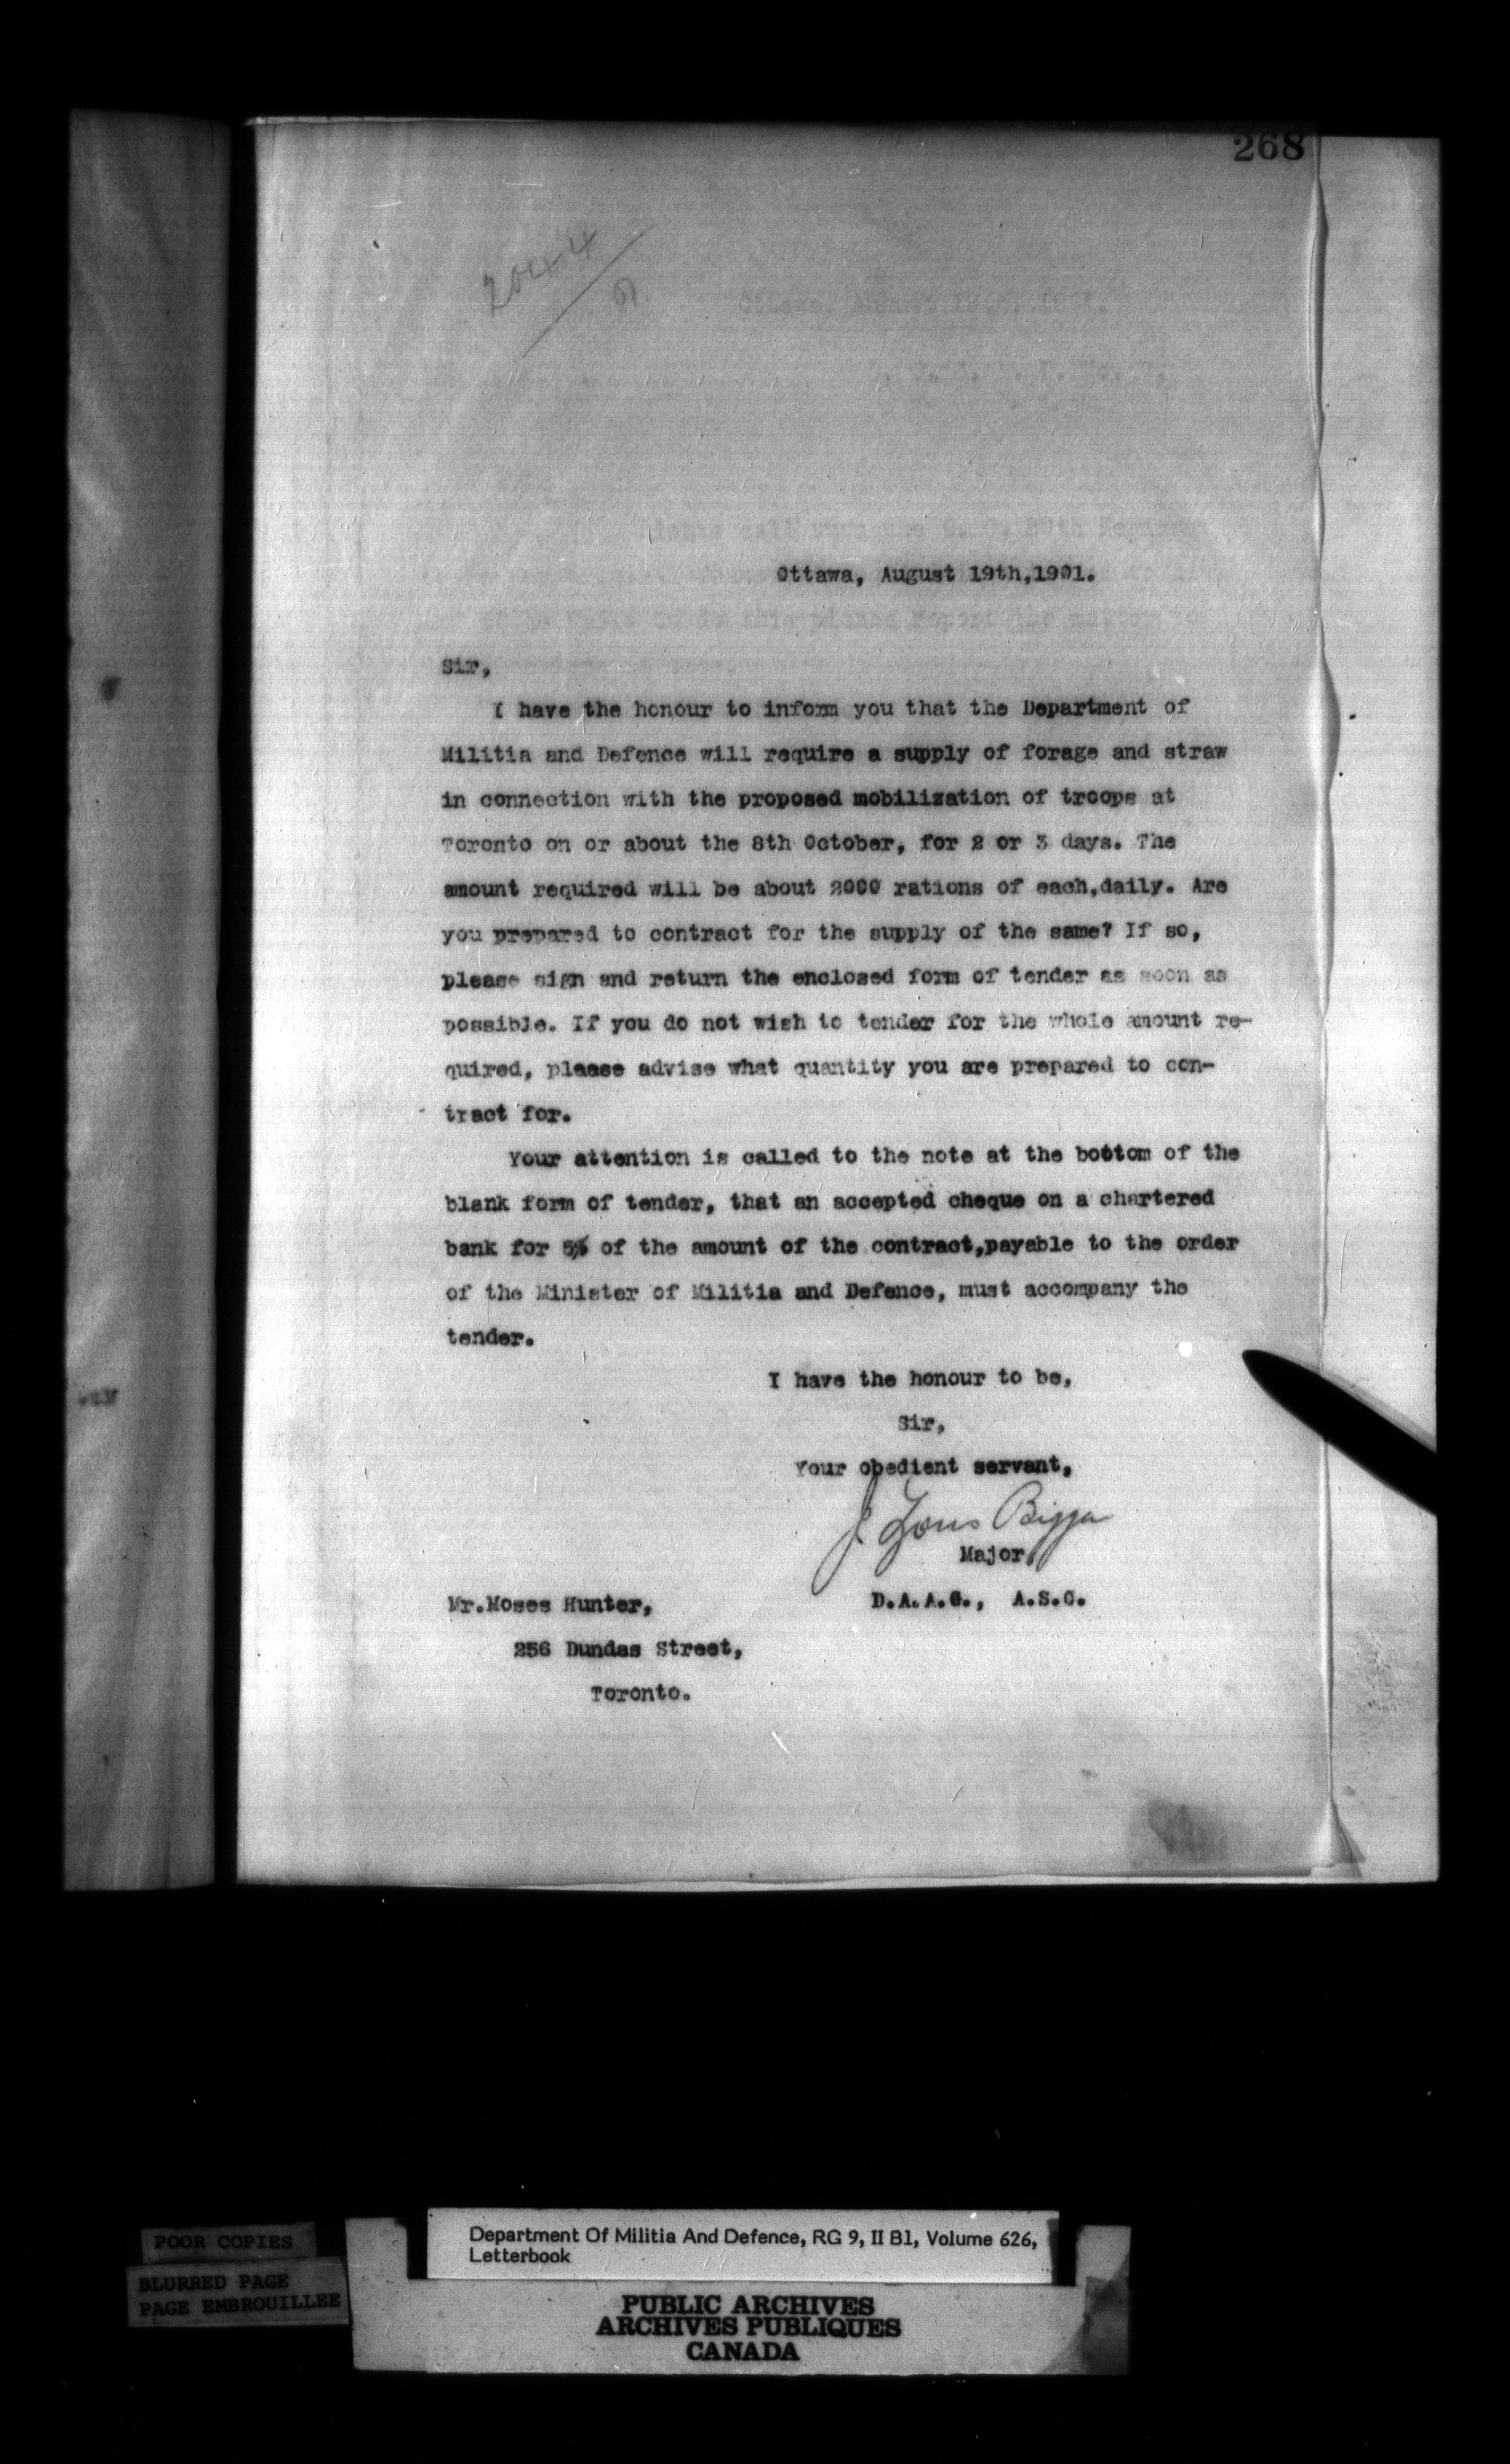 268
2044
Ottawa, August 19th,1901.
Sir,
I have the honour to inform you that the Department of
Militia and Defence will require a supply of forage and straw
in connection with the proposed mobilization of troops at
Toronto on or about the 8th October, for 2 or 3 days. The
amount required will be about 2000 rations of each,daily. Are
you prepared to contract for the supply of the same? If so,
please sign and return the enclosed form of tender as soon as
possible. If you do not wish to tender for the whole amount re-
quired, please advise what quantity you are prepared to con-
tract for.
Your attention is called to the note at the bottom of the
blank form of tender, that an accepted cheque on a chartered
bank for 5% of the amount of the contract,payable to the order
of the Minister of Militia and Defence, must accompany the
tender.
I have the honour to be,
Sir,
Your obedient servant,
J. Lyons Biggar
Major,
D.A.A.G., A.S.C.
Mr.Moses Hunter,
256 Dundas Street,
Toronto.
POOR COPIES
BLURRED PAGE
PAGE EMBROUILLEE
Department Of Militia And Defence, RG 9, II B1, Volume 626,
Letterbook
PUBLIC ARCHIVES
ARCHIVES PUBLIQUES
CANADA